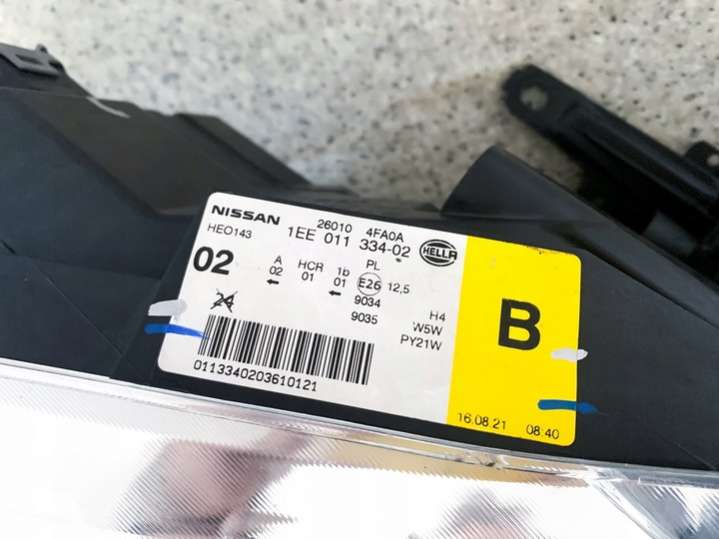 NISSAN 26010 4FA0A
HEO143 1EE 011 334-02 HELLA
02 A HCR 1b PL
02 01 01 E26 12,5
← ← 9034 H4
24 9035 W5W
PY21W
B
0113340203610121
16.08.21 08:40